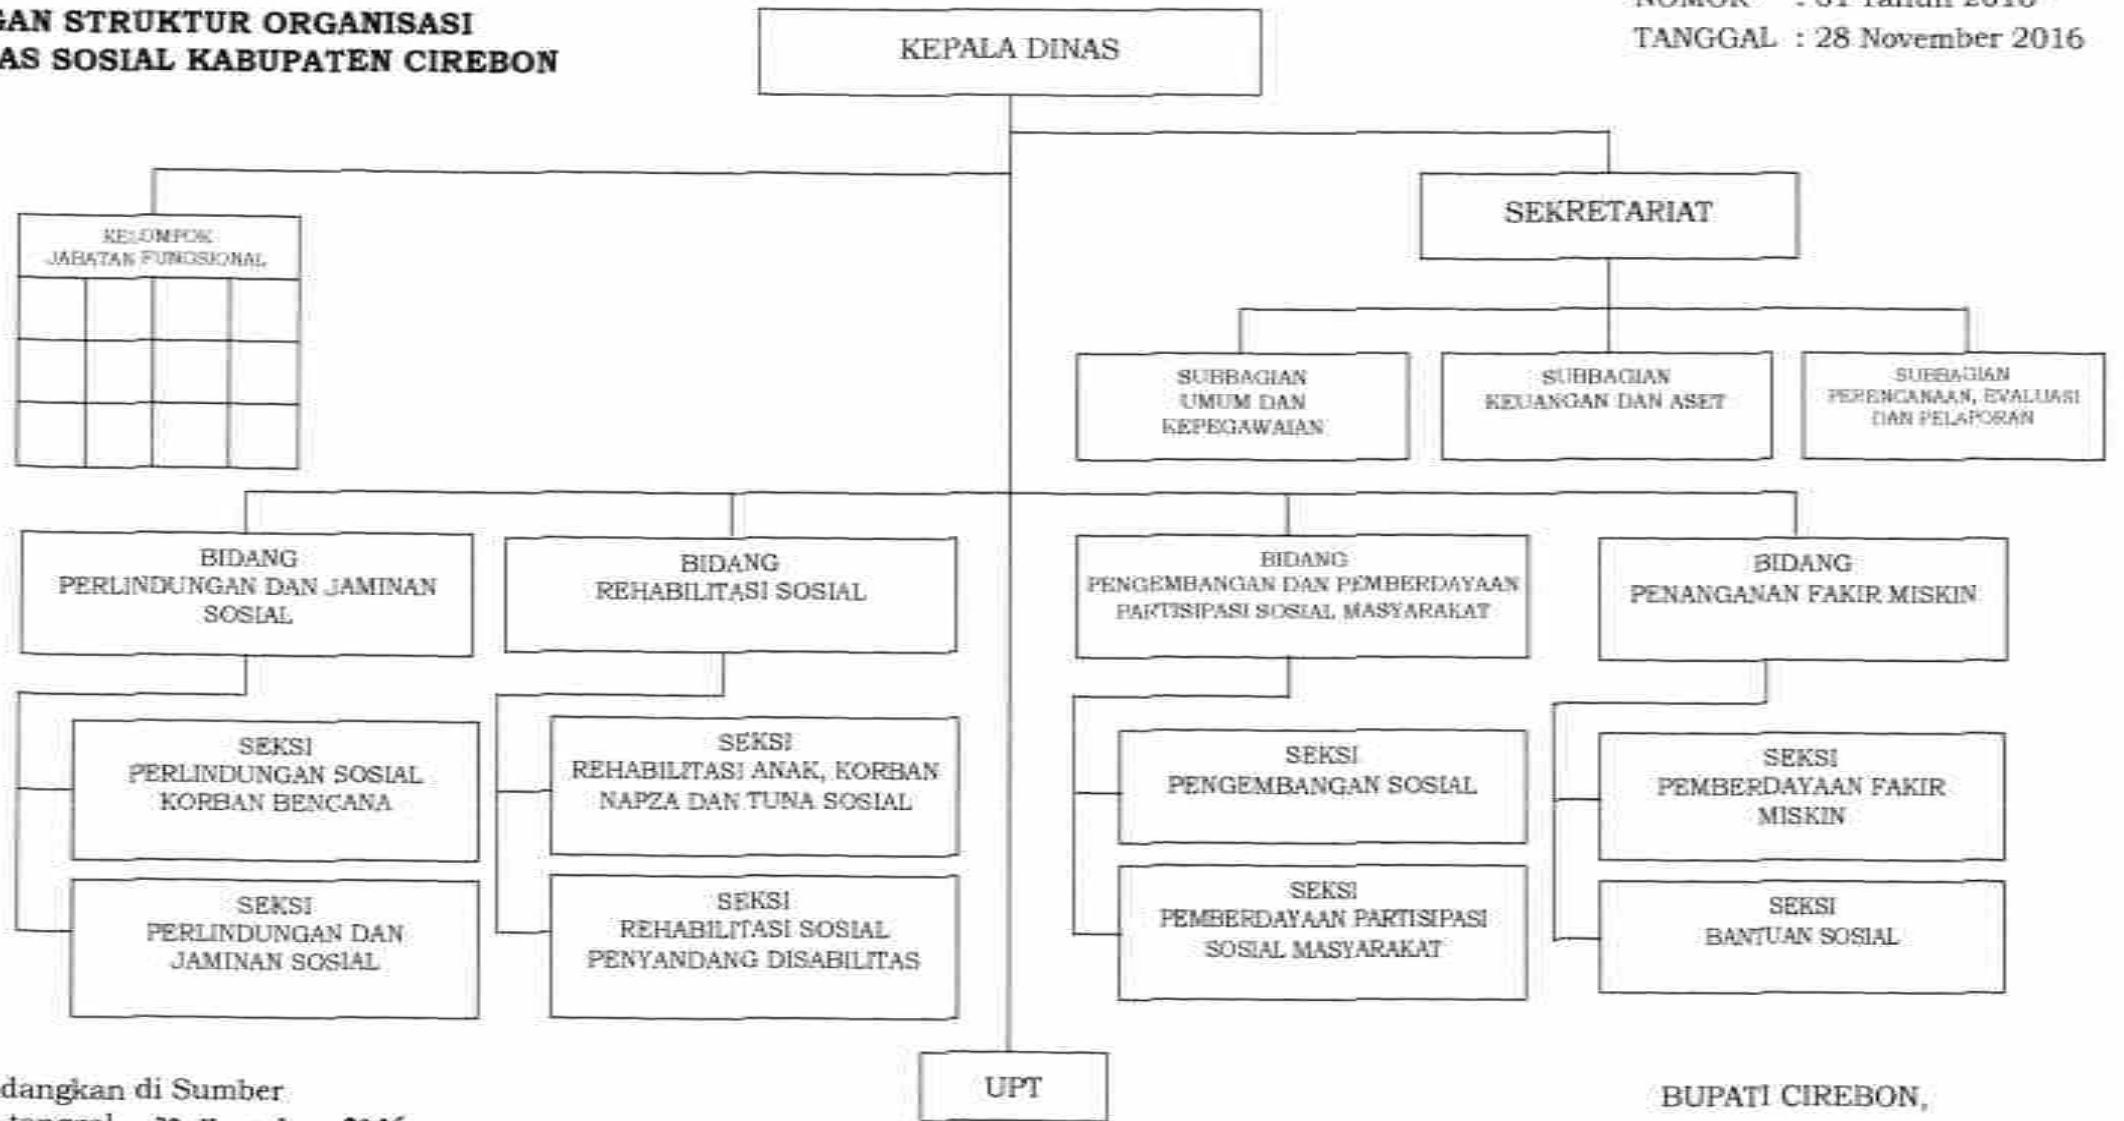 GAN STRUKTUR ORGANISASI
AS SOSIAL KABUPATEN CIREBON
NOMOR : 61 Tahun 2016
TANGGAL : 28 November 2016
KEPALA DINAS
SEKRETARIAT
KELOMPOK
JABATAN FUNGSIONAL
SUBBAGIAN
UMUM DAN
KEPEGAWAIAN
SUBBAGIAN
KEUANGAN DAN ASET
SUBBAGIAN
PERENCANAAN, EVALUASI
DAN PELAPORAN
BIDANG
PERLINDUNGAN DAN JAMINAN
SOSIAL
BIDANG
REHABILITASI SOSIAL
BIDANG
PENGEMBANGAN DAN PEMBERDAYAAN
PARTISIPASI SOSIAL MASYARAKAT
BIDANG
PENANGANAN FAKIR MISKIN
SEKSI
PERLINDUNGAN SOSIAL
KORBAN BENCANA
SEKSI
REHABILITASI ANAK, KORBAN
NAPZA DAN TUNA SOSIAL
SEKSI
PENGEMBANGAN SOSIAL
SEKSI
PEMBERDAYAAN FAKIR
MISKIN
SEKSI
PERLINDUNGAN DAN
JAMINAN SOSIAL
SEKSI
REHABILITASI SOSIAL
PENYANDANG DISABILITAS
SEKSI
PEMBERDAYAAN PARTISIPASI
SOSIAL MASYARAKAT
SEKSI
BANTUAN SOSIAL
UPT
dangkan di Sumber
BUPATI CIREBON,